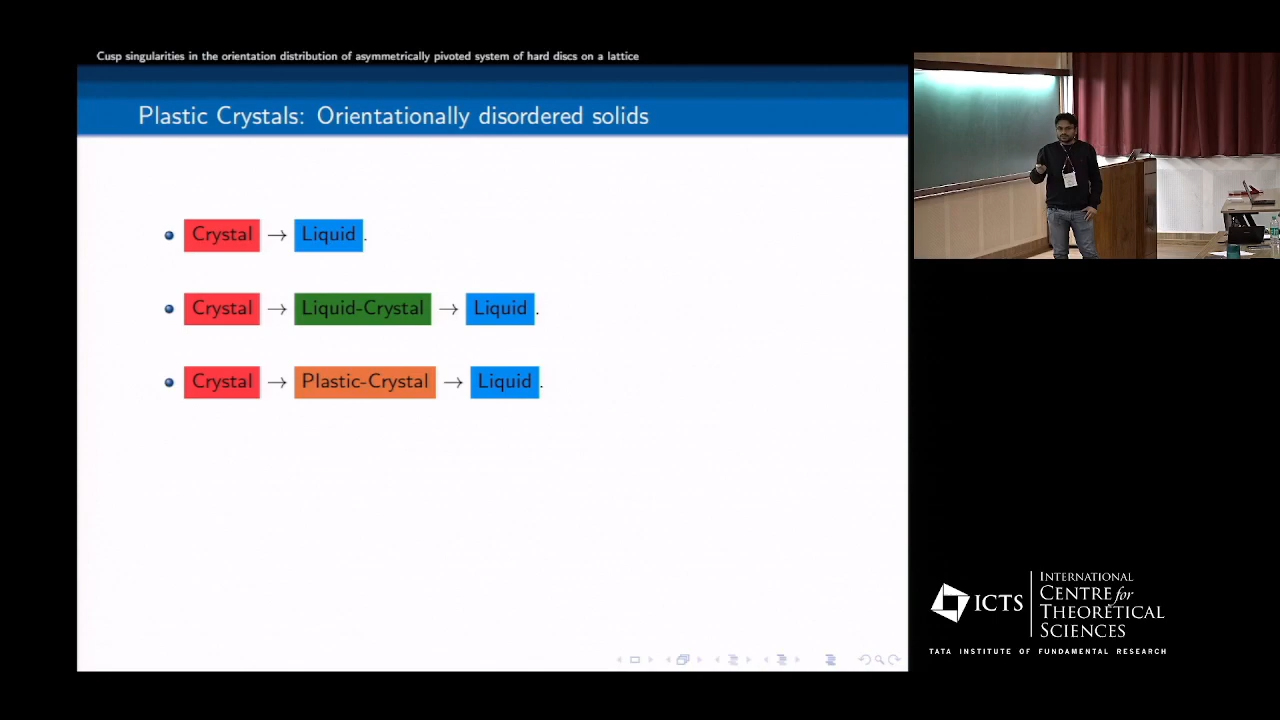 Cusp singularities in the orientation distribution of asymmetrically pivoted system of hard discs on a lattice
Plastic Crystals: Orientationally disordered solids
Crystal → Liquid.
Crystal → Liquid-Crystal → Liquid.
Crystal → Plastic-Crystal → Liquid.
ICTS
INTERNATIONAL
CENTRE for
THEORETICAL
SCIENCES
TATA INSTITUTE OF FUNDAMENTAL RESEARCH